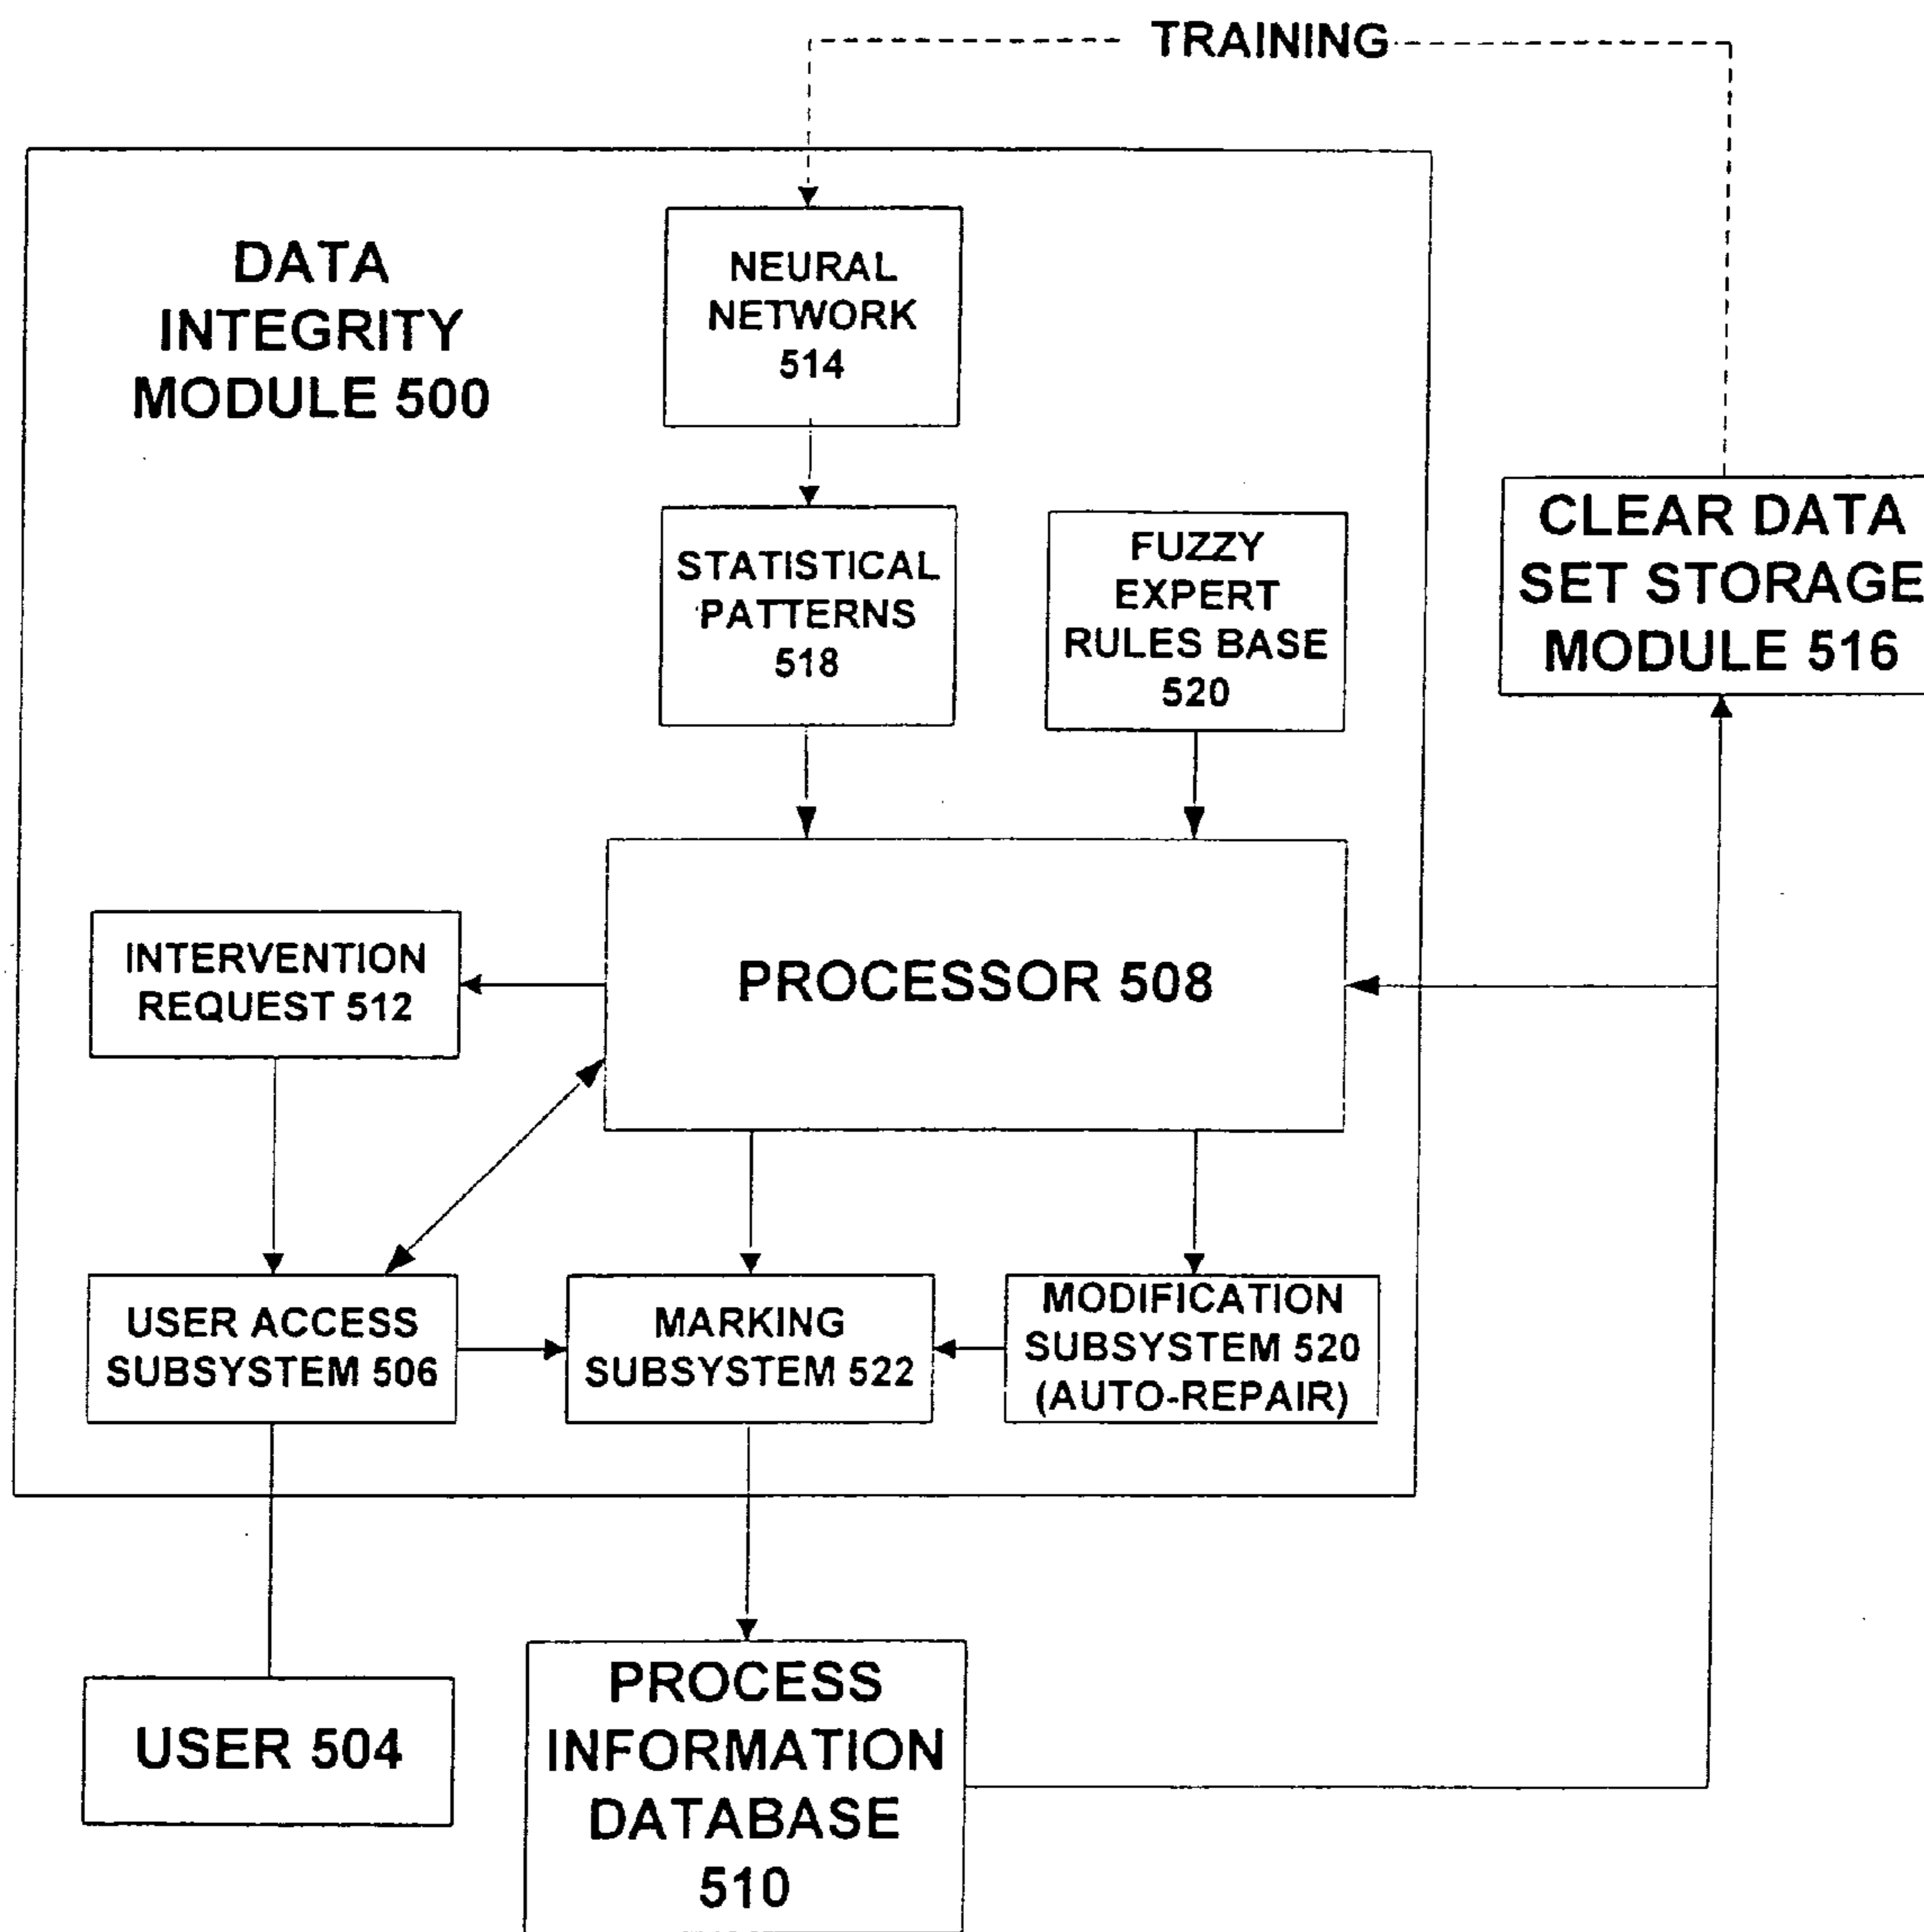 TRAINING
DATA
INTEGRITY
MODULE 500
NEURAL
NETWORK
514
STATISTICAL
PATTERNS
518
FUZZY
EXPERT
RULES BASE
520
CLEAR DATA
SET STORAGE
MODULE 516
INTERVENTION
REQUEST 512
PROCESSOR 508
USER ACCESS
SUBSYSTEM 506
MARKING
SUBSYSTEM 522
MODIFICATION
SUBSYSTEM 520
(AUTO-REPAIR)
USER 504
PROCESS
INFORMATION
DATABASE
510